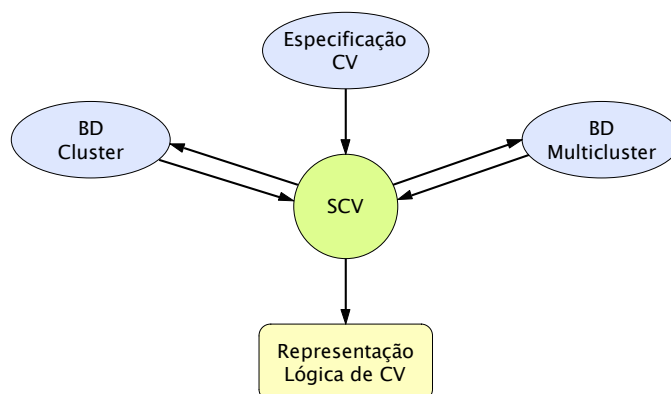 Especificação
CV
BD
Cluster
BD
Multicluster
SCV
Representação
Lógica de CV